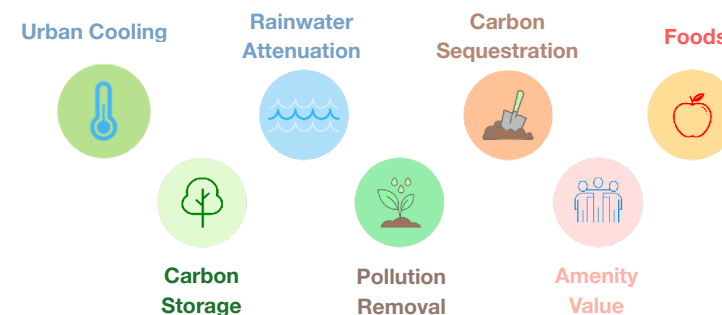 Urban Cooling
Rainwater
Attenuation
Carbon
Sequestration
Foods
Carbon
Storage
Pollution
Removal
Amenity
Value